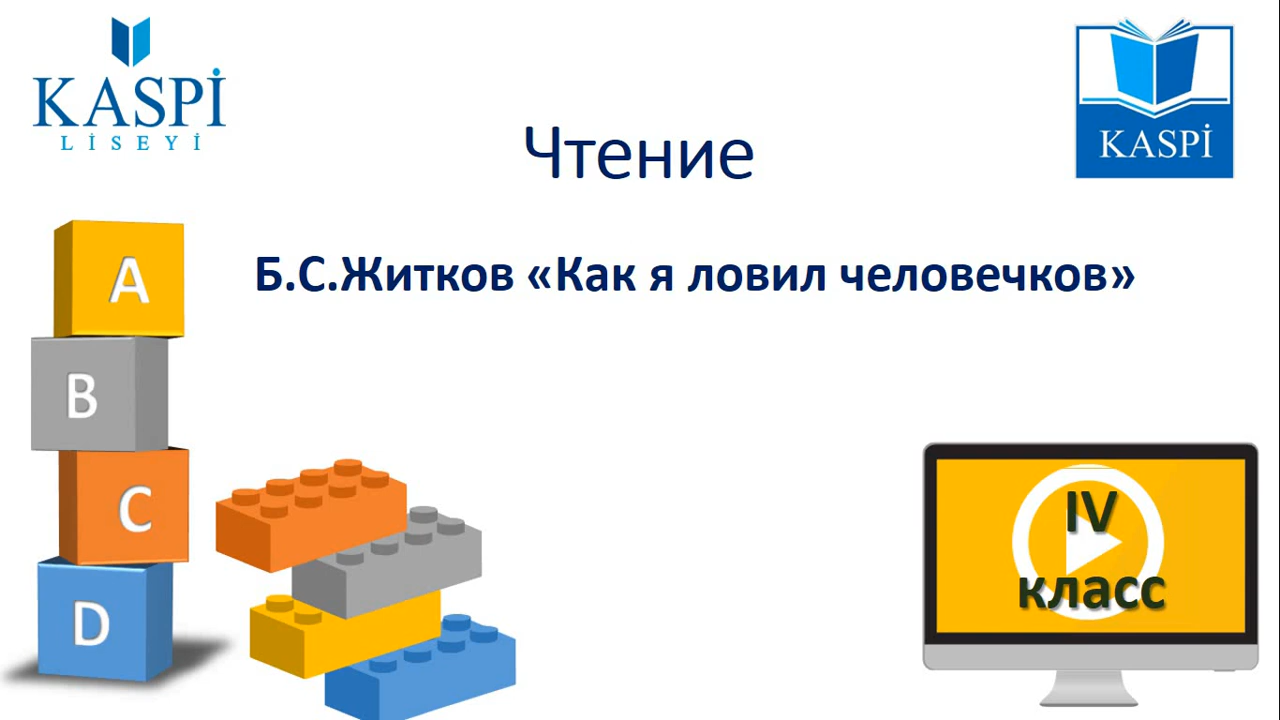 KASPİ
LİSEYİ
KASPİ
Чтение
Б.С.Житков «Как я ловил человечков»
A
B
C
D
IV
класс